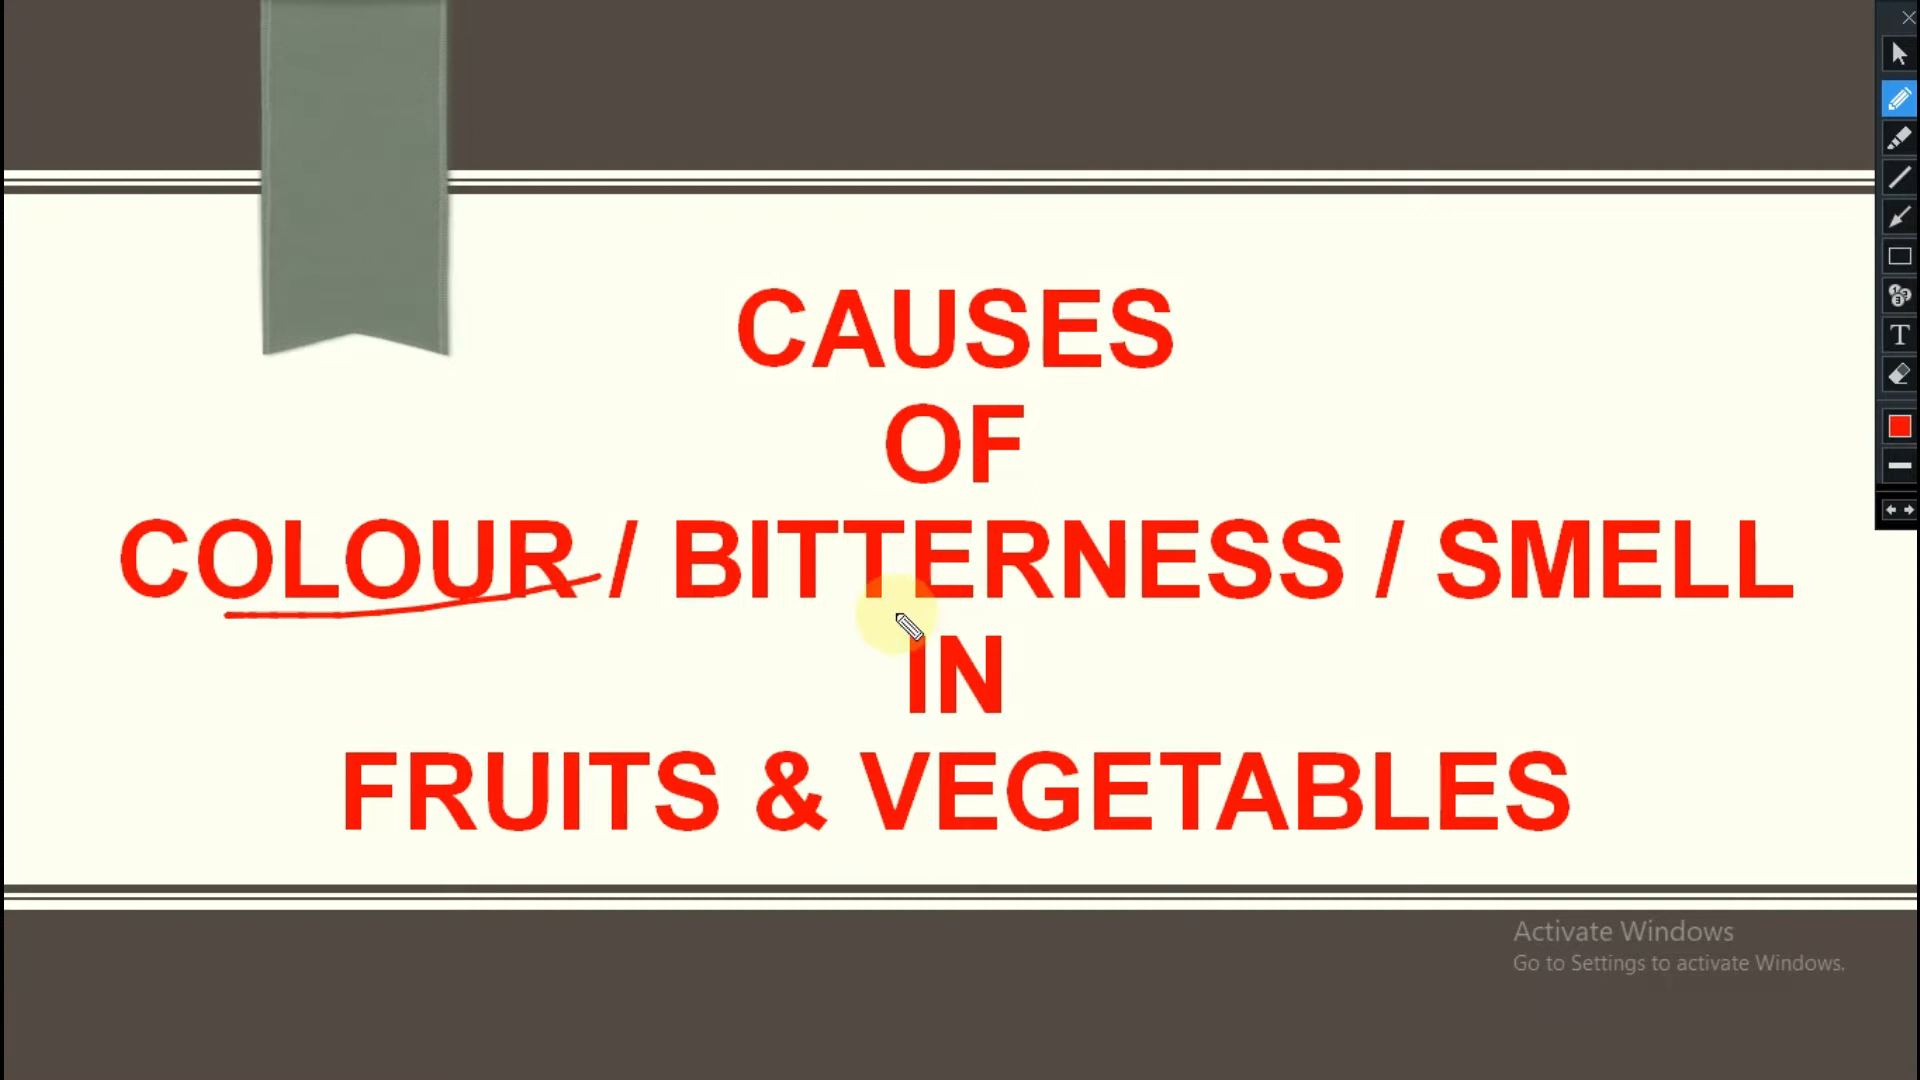 CAUSES
OF
COLOUR / BITTERNESS / SMELL
IN
FRUITS & VEGETABLES
Activate Windows
Go to Settings to activate Windows.